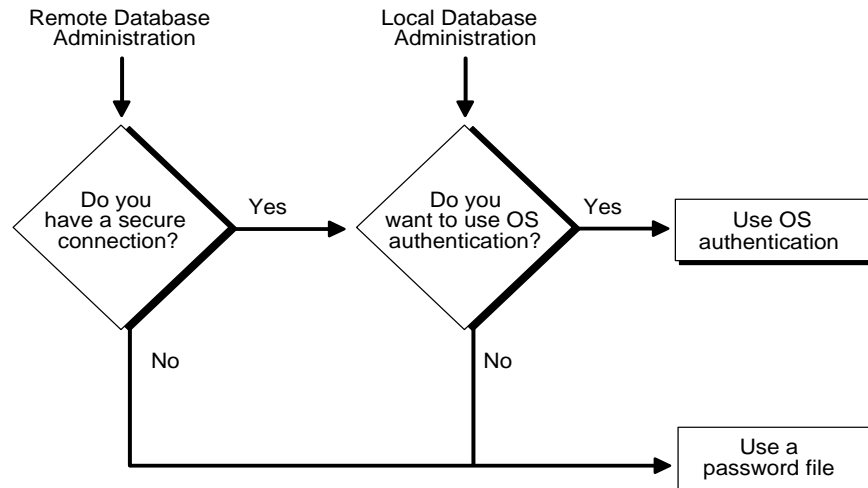 Remote Database
Administration
Local Database
Administration
Do you
have a secure
connection?
Yes
Do you
want to use OS
authentication?
Yes
Use OS
authentication
No
No
Use a
password file